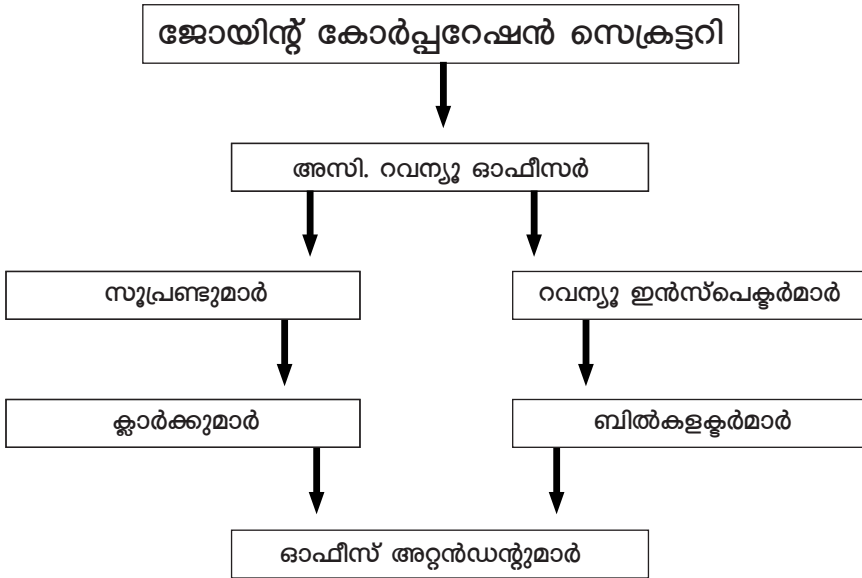 ജോയിന്റ് കോർപ്പറേഷൻ സെക്രട്ടറി
അസി. റവന്യൂ ഓഫീസർ
സൂപ്രണ്ടുമാർ
റവന്യൂ ഇൻസ്പെക്ടർമാർ
ക്ലാർക്കുമാർ
ബിൽകളക്ടർമാർ
ഓഫീസ് അറ്റൻഡന്റുമാർ